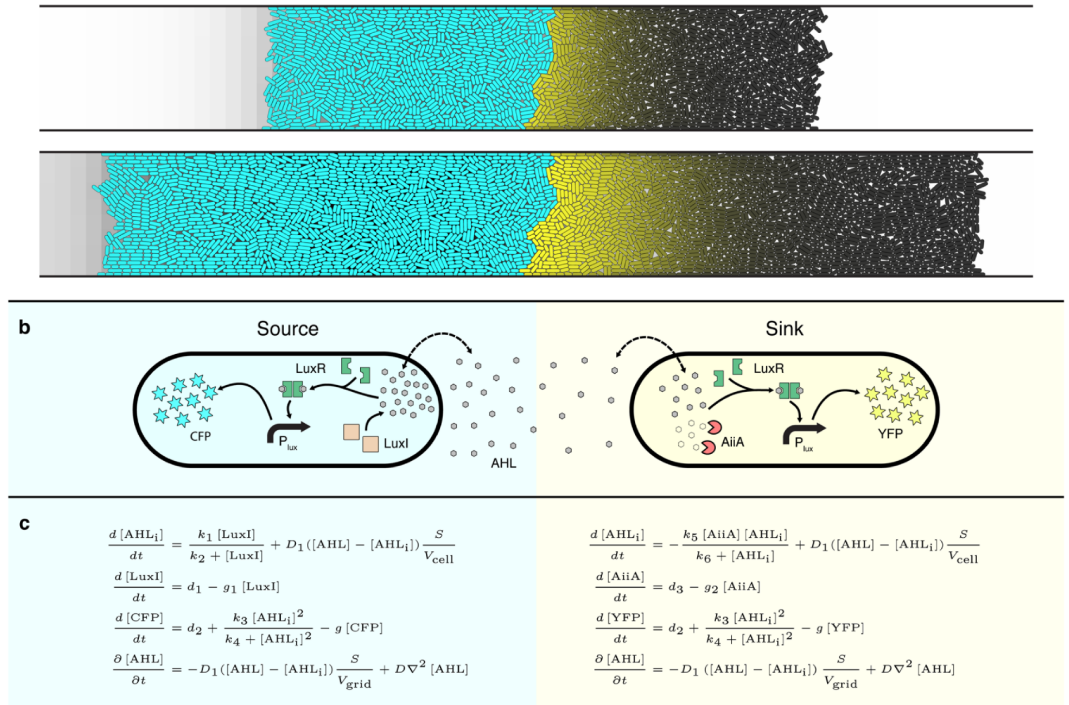 b
Source
Sink
LuxR
CFP
P_lux
LuxI
AHL
LuxR
AiiA
P_lux
YFP
c
d [AHL_i] / dt = k_1 [LuxI] / (k_2 + [LuxI]) + D_1([AHL] − [AHL_i]) S / V_cell
d [LuxI] / dt = d_1 − g_1 [LuxI]
d [CFP] / dt = d_2 + k_3 [AHL_i]^2 / (k_4 + [AHL_i]^2) − g [CFP]
∂ [AHL] / ∂t = −D_1([AHL] − [AHL_i]) S / V_grid + D∇^2 [AHL]
d [AHL_i] / dt = − k_5 [AiiA] [AHL_i] / (k_6 + [AHL_i]) + D_1([AHL] − [AHL_i]) S / V_cell
d [AiiA] / dt = d_3 − g_2 [AiiA]
d [YFP] / dt = d_2 + k_3 [AHL_i]^2 / (k_4 + [AHL_i]^2) − g [YFP]
∂ [AHL] / ∂t = −D_1 ([AHL] − [AHL_i]) S / V_grid + D∇^2 [AHL]